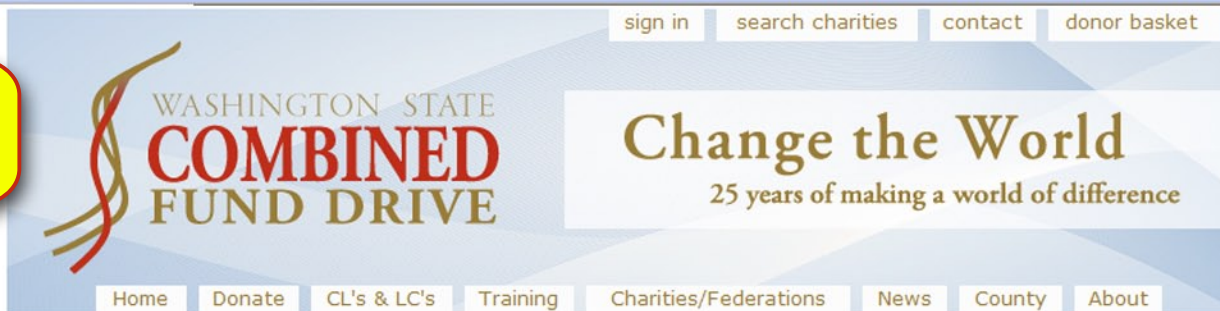 sign in search charities contact donor basket
WASHINGTON STATE
COMBINED
FUND DRIVE
Change the World
25 years of making a world of difference
Home Donate CL's & LC's Training Charities/Federations News County About